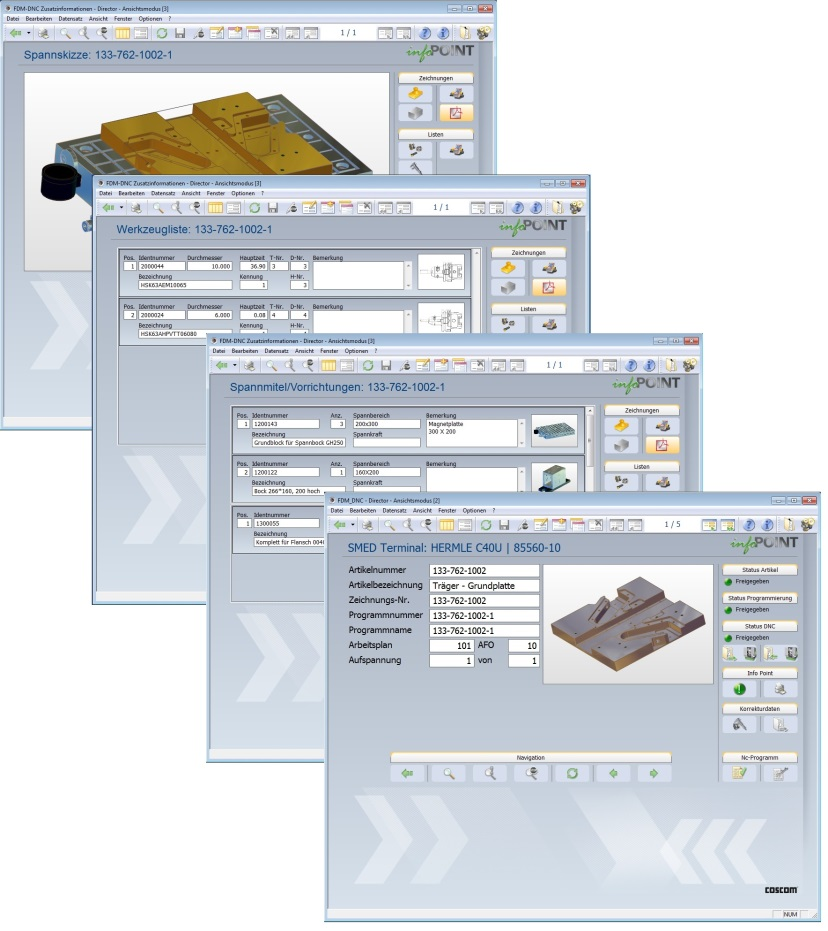 FDM-DNC Zusatzinformationen - Director - Ansichtsmodus [3]
Datei Bearbeiten Datensatz Ansicht Fenster Optionen ?
1 / 1
Spannskizze: 133-762-1002-1
infoPOINT
Zeichnungen
Listen
FDM-DNC Zusatzinformationen - Director - Ansichtsmodus [3]
Datei Bearbeiten Datensatz Ansicht Fenster Optionen ?
1 / 1
Werkzeugliste: 133-762-1002-1
infoPOINT
Zeichnungen
Listen
Pos. Identnummer Durchmesser Hauptzeit T-Nr. D-Nr. Bemerkung
1 2000044 10.000 36.90 3 3
Bezeichnung Kennung H-Nr.
HSK63AEM10065 1 3
Pos. Identnummer Durchmesser Hauptzeit T-Nr. D-Nr. Bemerkung
2 2000024 6.000 0.08 4 4
Bezeichnung Kennung H-Nr.
HSK63AHPVTT06080
FDM-DNC Zusatzinformationen - Director - Ansichtsmodus [3]
Datei Bearbeiten Datensatz Ansicht Fenster Optionen ?
1 / 1
Spannmittel/Vorrichtungen: 133-762-1002-1
infoPOINT
Zeichnungen
Listen
Pos. Identnummer Anz. Spannbereich Bemerkung
1 1200143 3 200x300 Magnetplatte
300 X 200
Bezeichnung Spannkraft
Grundblock für Spannbock GH250
Pos. Identnummer Anz. Spannbereich Bemerkung
2 1200122 1 160X200
Bezeichnung Spannkraft
Bock 266*160, 200 hoch
Pos. Identnummer
1 1300055
Bezeichnung
Komplett für Flansch
FDM_DNC - Director - Ansichtsmodus [2]
Datei Bearbeiten Datensatz Ansicht Fenster Optionen ?
1 / 5
SMED Terminal: HERMLE C40U | 85560-10
infoPOINT
Artikelnummer 133-762-1002
Artikelbezeichnung Träger - Grundplatte
Zeichnungs-Nr. 133-762-1002
Programmnummer 133-762-1002-1
Programmname 133-762-1002-1
Arbeitsplan 101 AFO 10
Aufspannung 1 von 1
Status Artikel
Freigegeben
Status Programmierung
Freigegeben
Status DNC
Freigegeben
Info Point
Korrekturdaten
Navigation
Nc-Programm
coscom
NUM